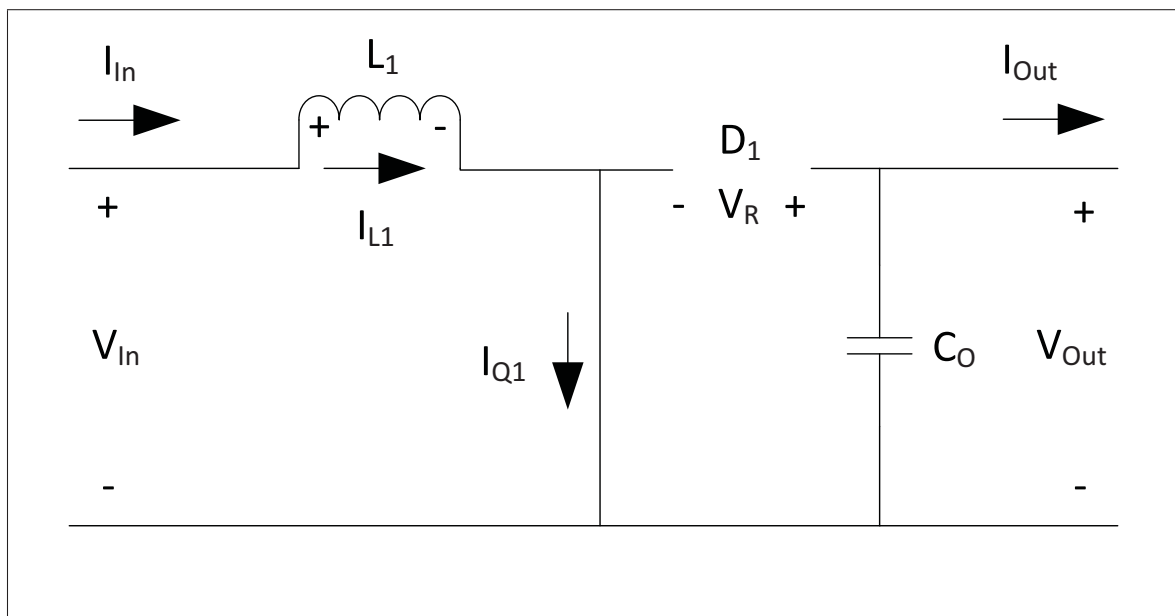 I_In
L_1
I_Out
+ -
D_1
+
I_L1
- V_R +
+
V_In
I_Q1
C_O
V_Out
-
-